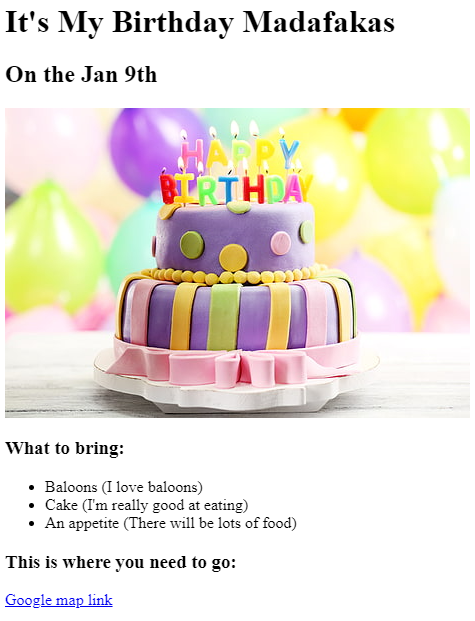 It's My Birthday Madafakas
On the Jan 9th
HAPPY
BIRTHDAY
What to bring:
Baloons (I love baloons)
Cake (I'm really good at eating)
An appetite (There will be lots of food)
This is where you need to go:
Google map link